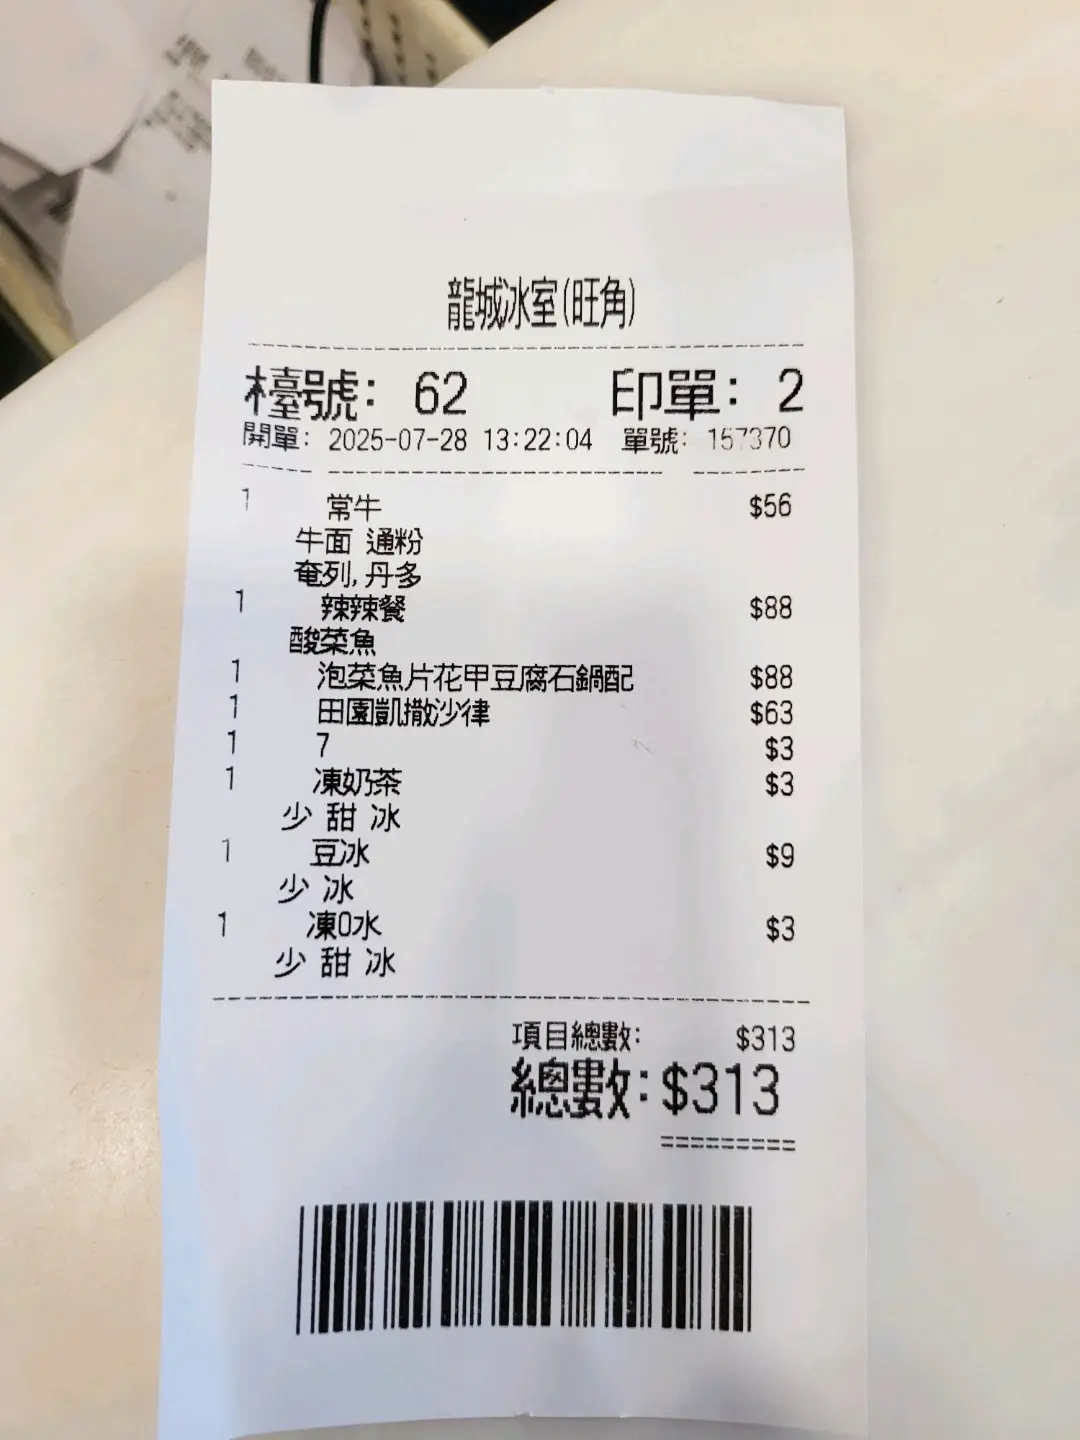 龍城冰室(旺角)
檯號: 62 印單: 2
開單: 2025-07-28 13:22:04 單號: 157370
1 常牛 $56
牛面 通粉
奄列,丹多
1 辣辣餐 $88
酸菜魚
1 泡菜魚片花甲豆腐石鍋配 $88
1 田園凱撒沙律 $63
1 7 $3
1 凍奶茶 $3
少 甜 冰
1 豆冰 $9
少 冰
1 凍0水 $3
少 甜 冰
項目總數: $313
總數: $313